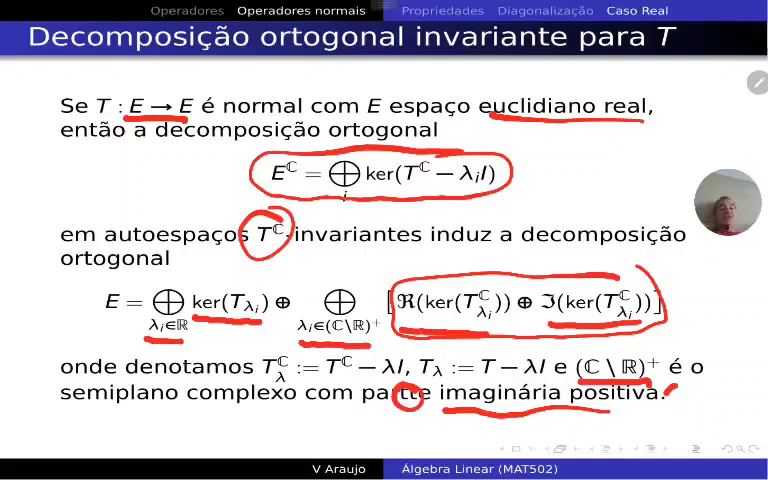 Operadores Operadores normais Propriedades Diagonalização Caso Real
Decomposição ortogonal invariante para T
Se T : E → E é normal com E espaço euclidiano real,
então a decomposição ortogonal
E^ℂ = ⊕_i ker(T^ℂ − λ_i I)
em autoespaços T^ℂ-invariantes induz a decomposição
ortogonal
E = ⊕_{λ_i∈ℝ} ker(T_{λ_i}) ⊕ ⊕_{λ_i∈(ℂ\ℝ)^+} [ℜ(ker(T^ℂ_{λ_i})) ⊕ ℑ(ker(T^ℂ_{λ_i}))]
onde denotamos T^ℂ_λ := T^ℂ − λI, T_λ := T − λI e (ℂ \ ℝ)^+ é o
semiplano complexo com partte imaginária positiva.
V Araujo Álgebra Linear (MAT502)